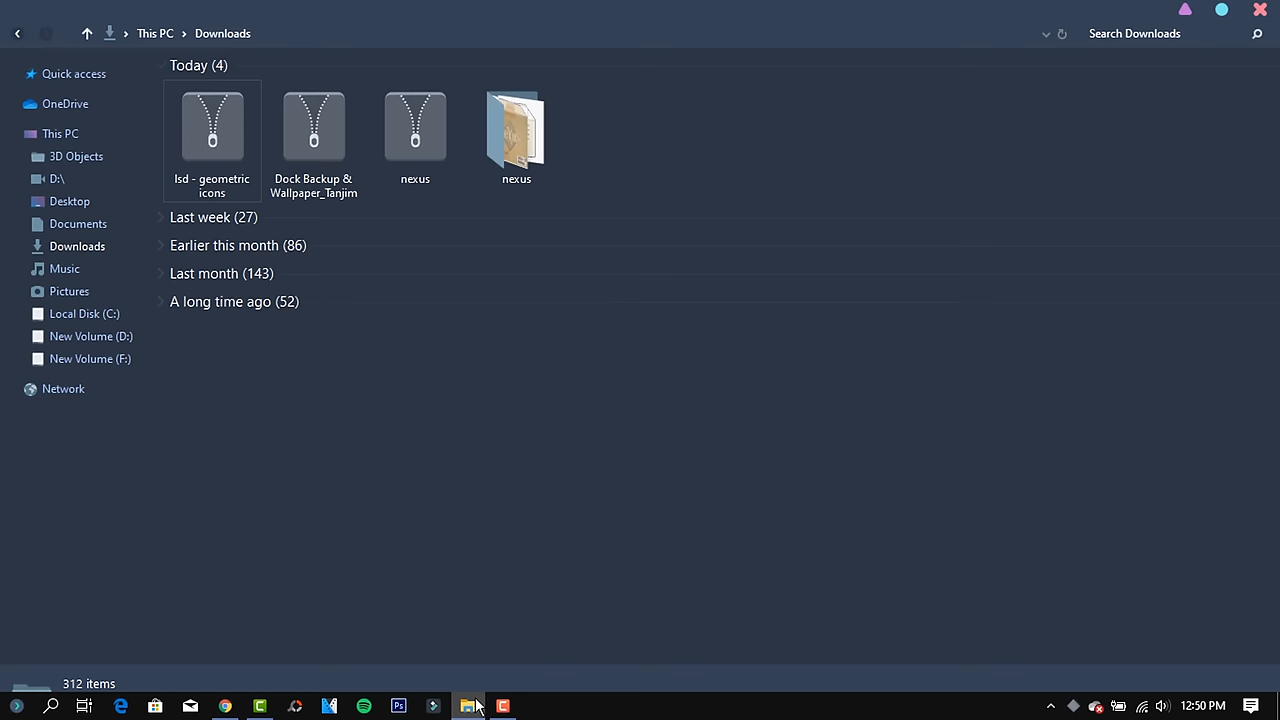 This PC
Downloads
Search Downloads
Quick access
OneDrive
This PC
3D Objects
D:\
Desktop
Documents
Downloads
Music
Pictures
Local Disk (C:)
New Volume (D:)
New Volume (F:)
Network
Today (4)
lsd - geometric
icons
Dock Backup &
Wallpaper_Tanjim
nexus
nexus
Last week (27)
Earlier this month (86)
Last month (143)
A long time ago (52)
312 items
Ps
12:50 PM